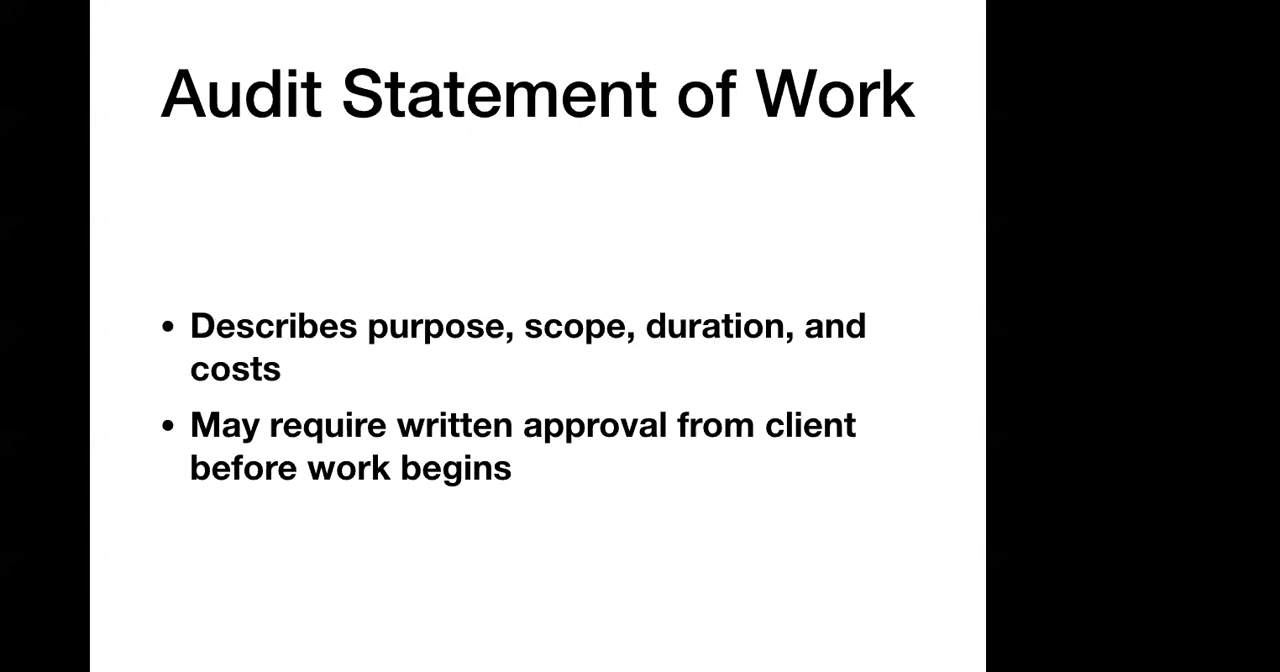 Audit Statement of Work
• Describes purpose, scope, duration, and
costs
• May require written approval from client
before work begins